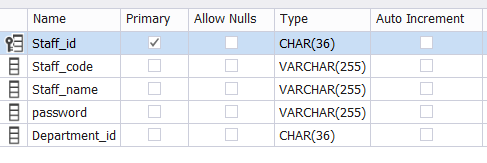 Name Primary Allow Nulls Type Auto Increment
Staff_id CHAR(36)
Staff_code VARCHAR(255)
Staff_name VARCHAR(255)
password VARCHAR(255)
Department_id CHAR(36)